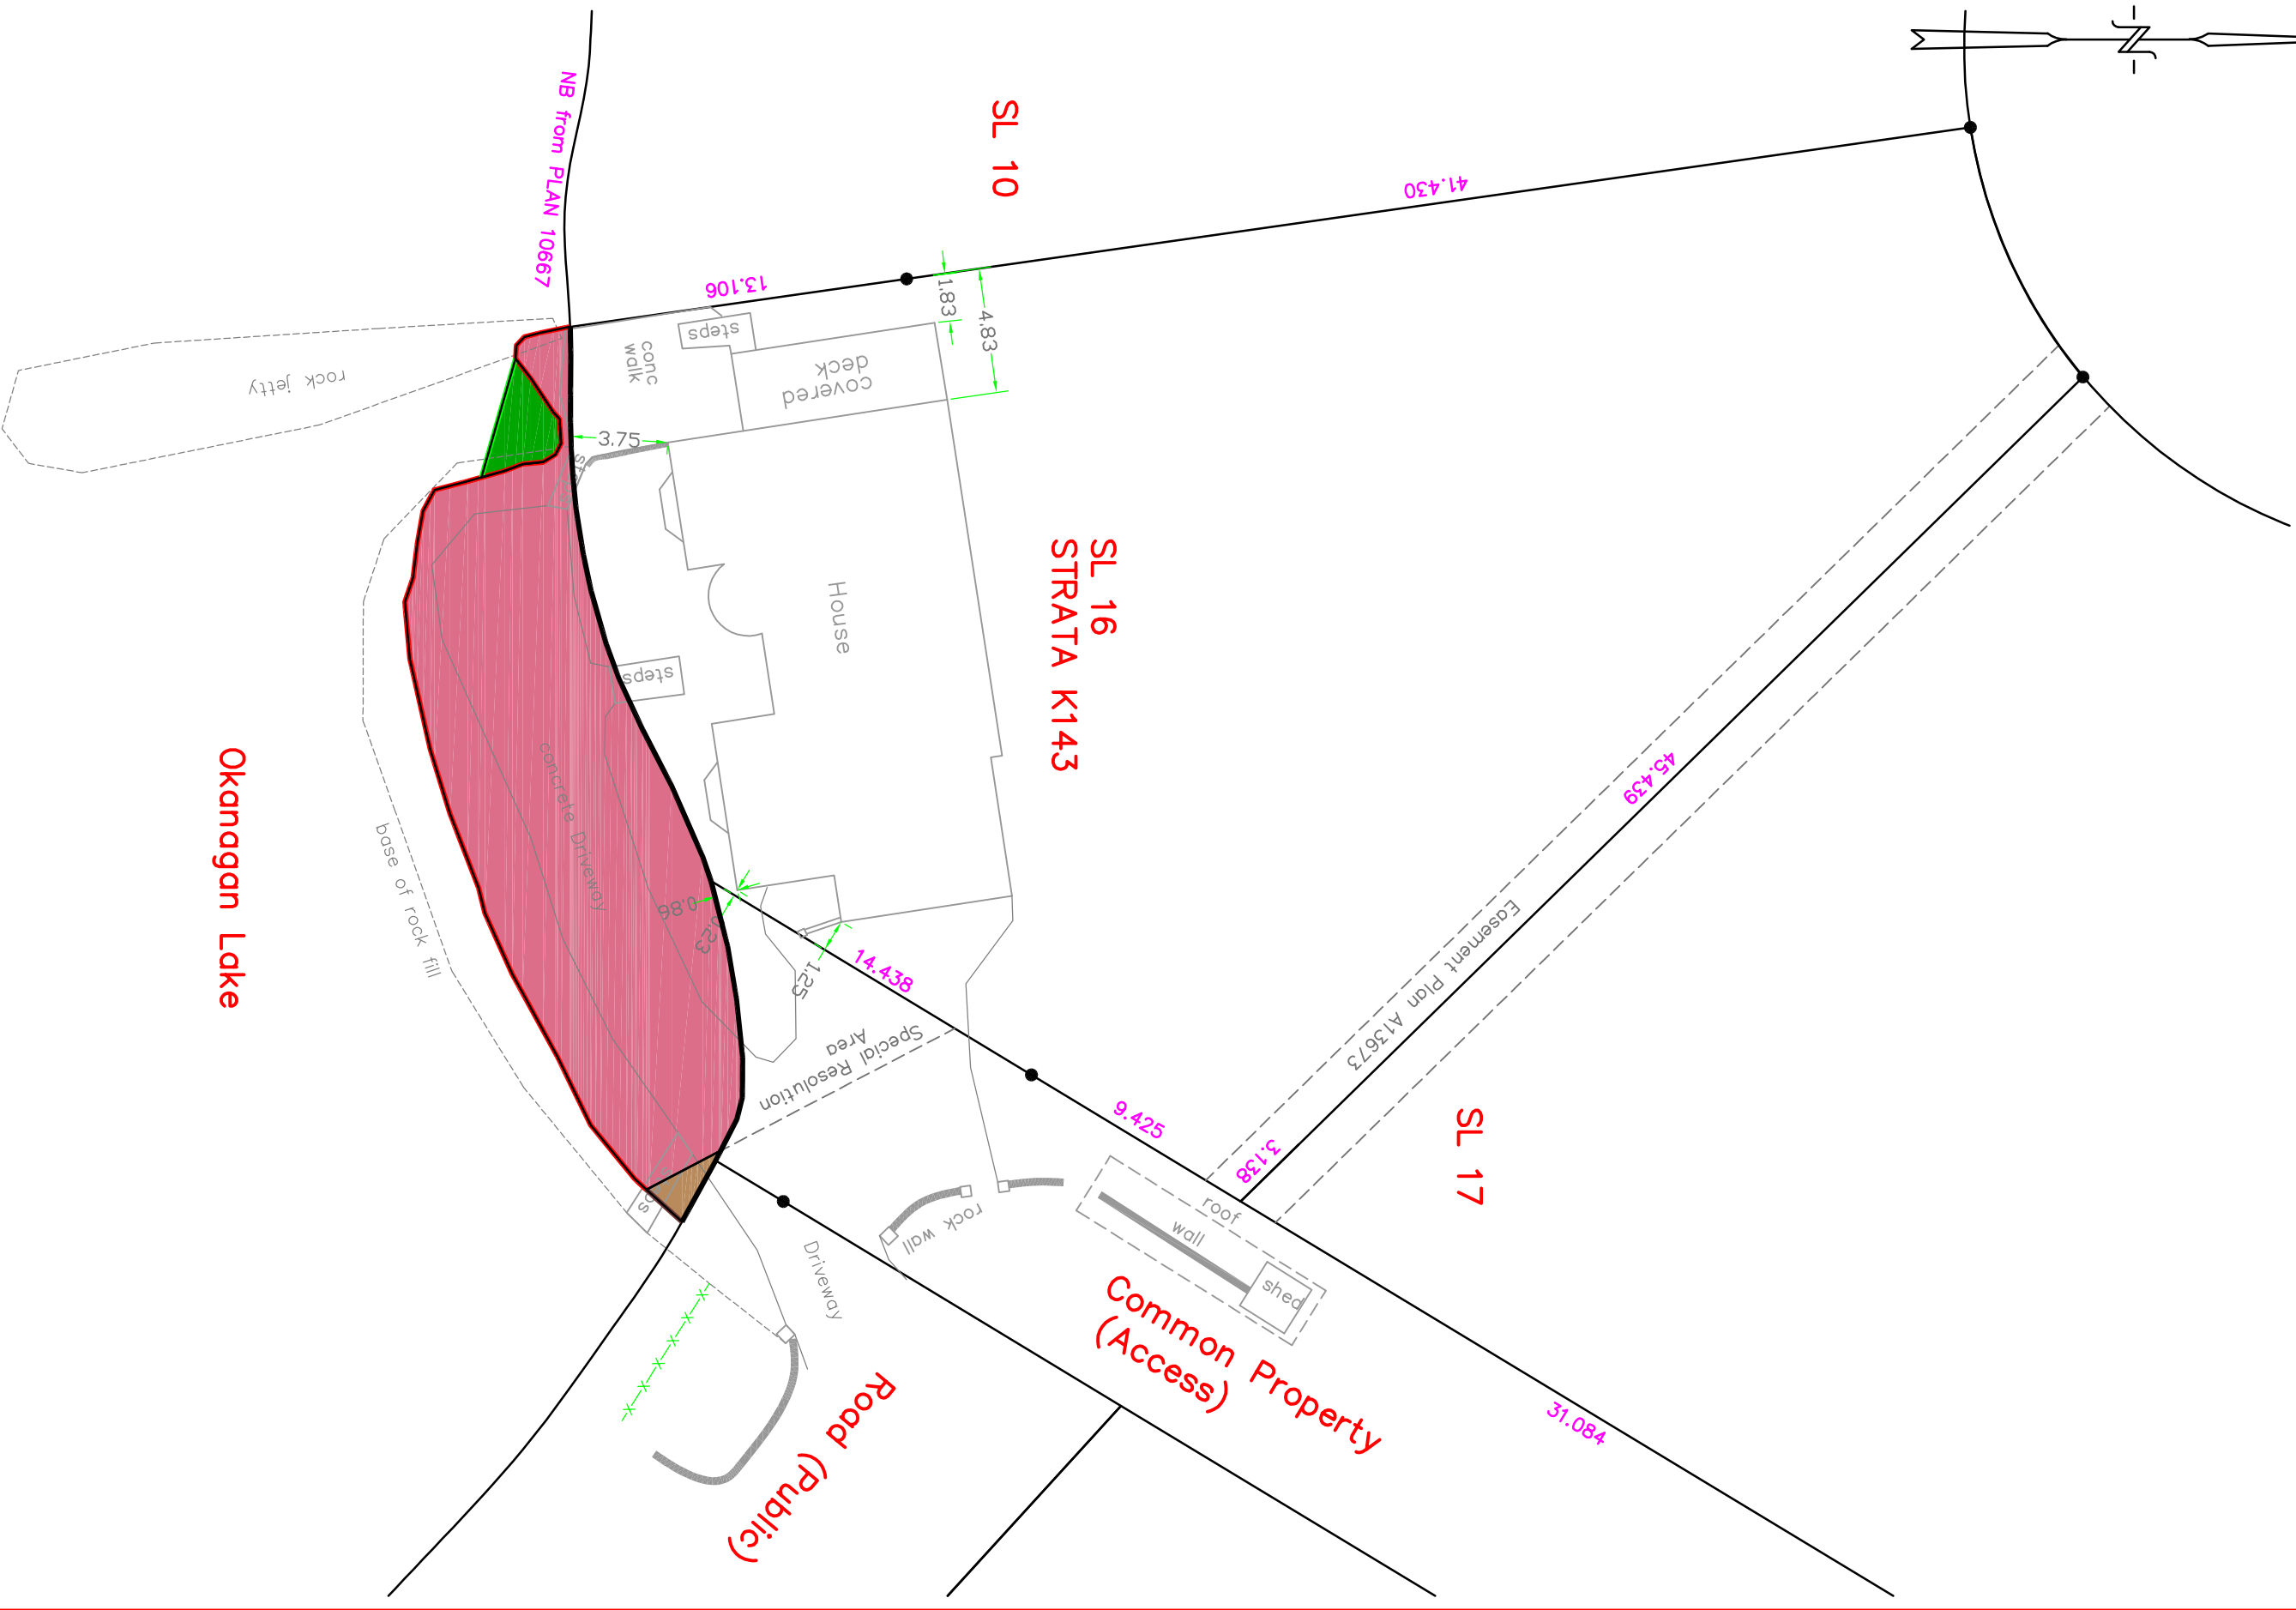 N
NB from PLAN 10667
SL 10
41.430
13.106
1.83
4.83
steps
conc
walk
covered
deck
rock jetty
3.75
SL 16
STRATA K143
House
steps
45.439
Okanagan Lake
concrete Driveway
base of rock fill
0.86
1.25
14.438
Easement Plan A13673
Special Resolution
Area
9.425
3.138
SL 17
roof
wall
shed
rock wall
Driveway
Common Property
(Access)
Road (Public)
31.084